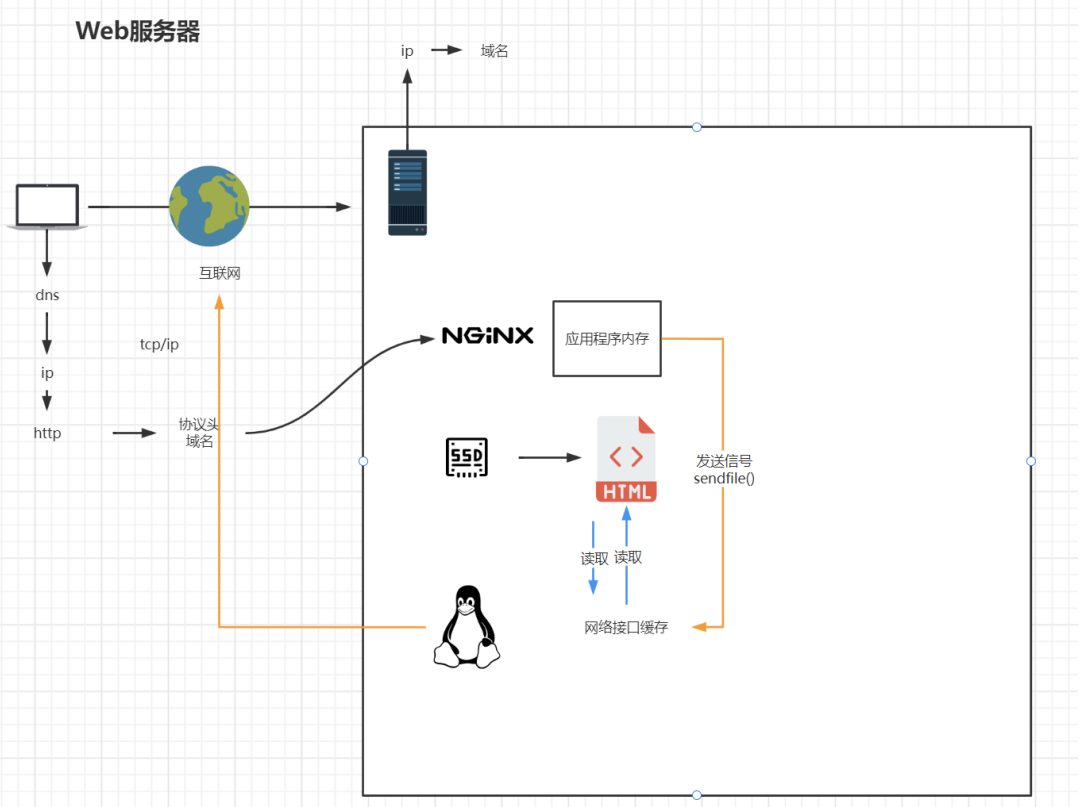 Web服务器
ip
域名
互联网
dns
tcp/ip
ip
http
协议头
域名
NGiNX
应用程序内存
SSD
HTML
发送信号
sendfile()
读取
读取
网络接口缓存